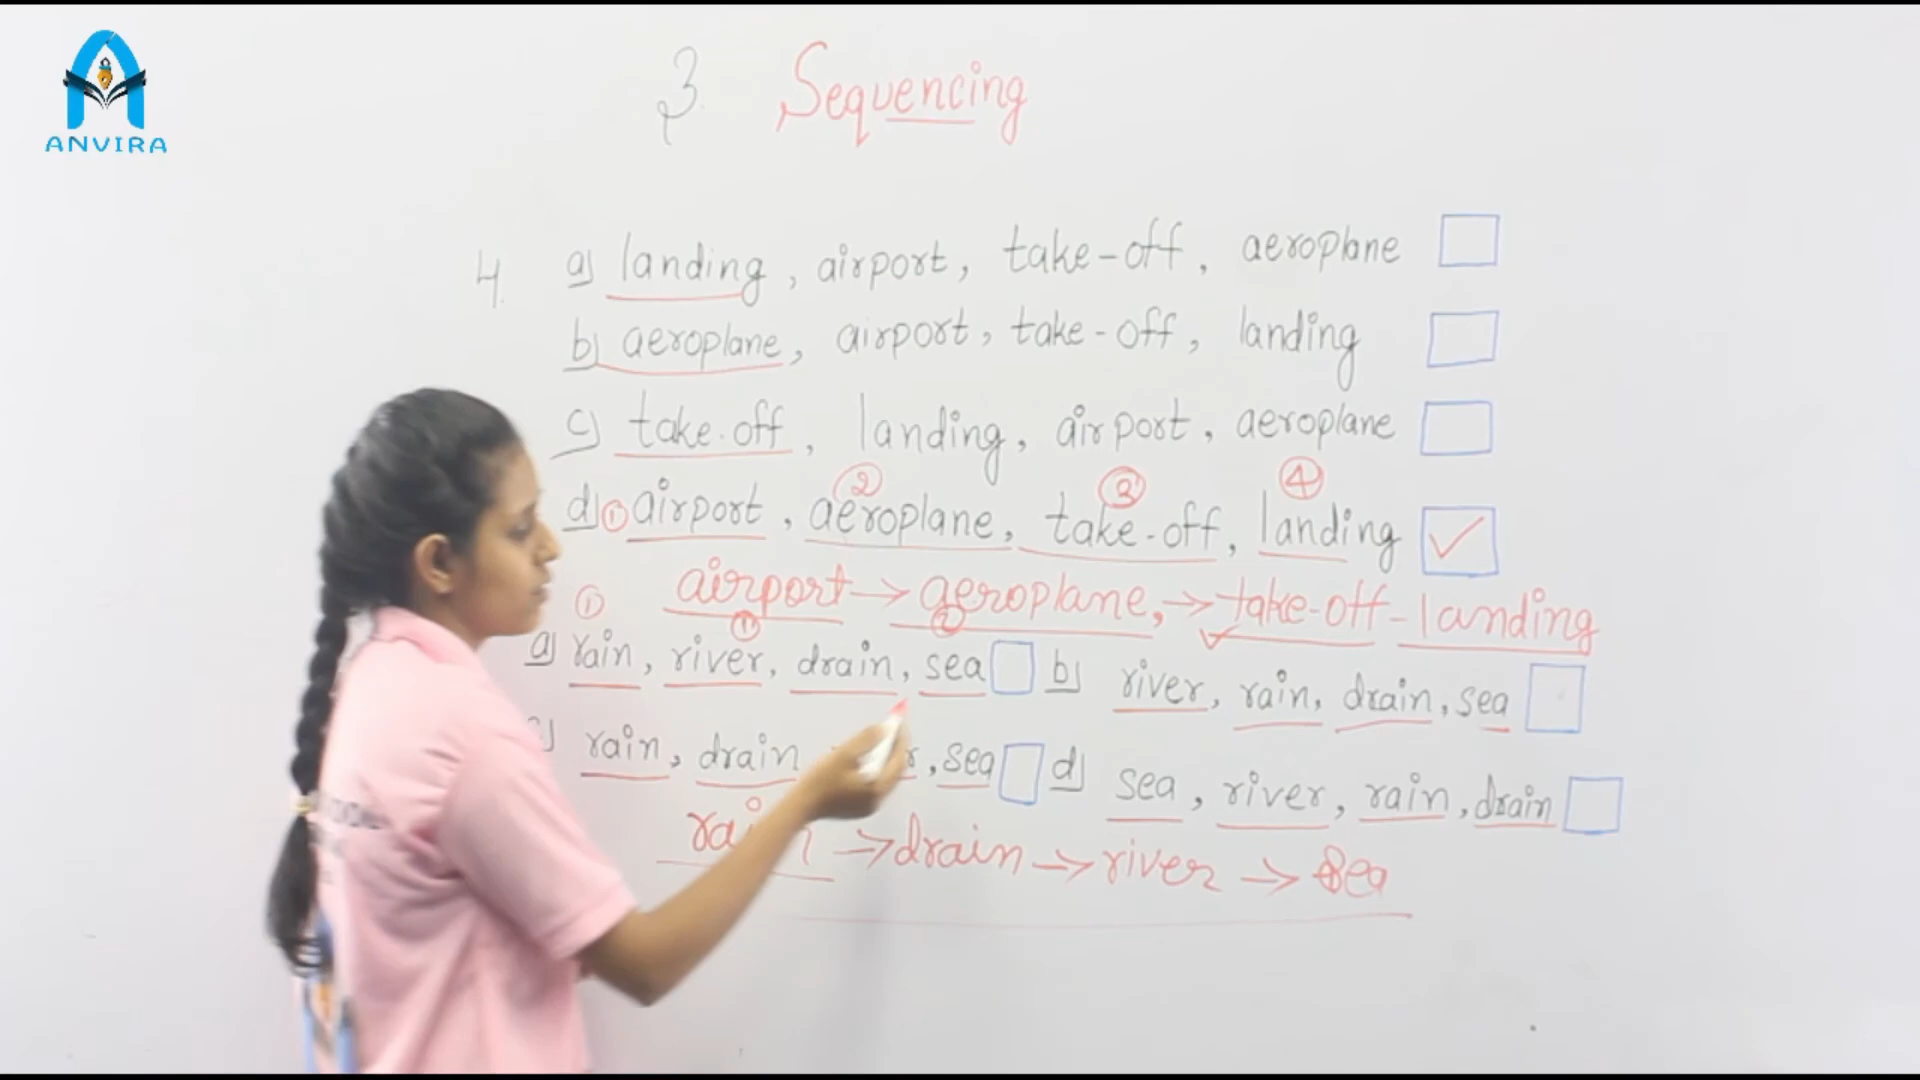 ANVIRA
3. Sequencing
4. a) landing, airport, take-off, aeroplane
b) aeroplane, airport, take-off, landing
c) take-off, landing, airport, aeroplane
d) ① airport, ② aeroplane, ③ take-off, ④ landing ✓
airport → aeroplane, → take-off - landing
① ① ②
a) rain, river, drain, sea b) river, rain, drain, sea
rain, drain, sea d) sea, river, rain, drain
→ drain → river → sea